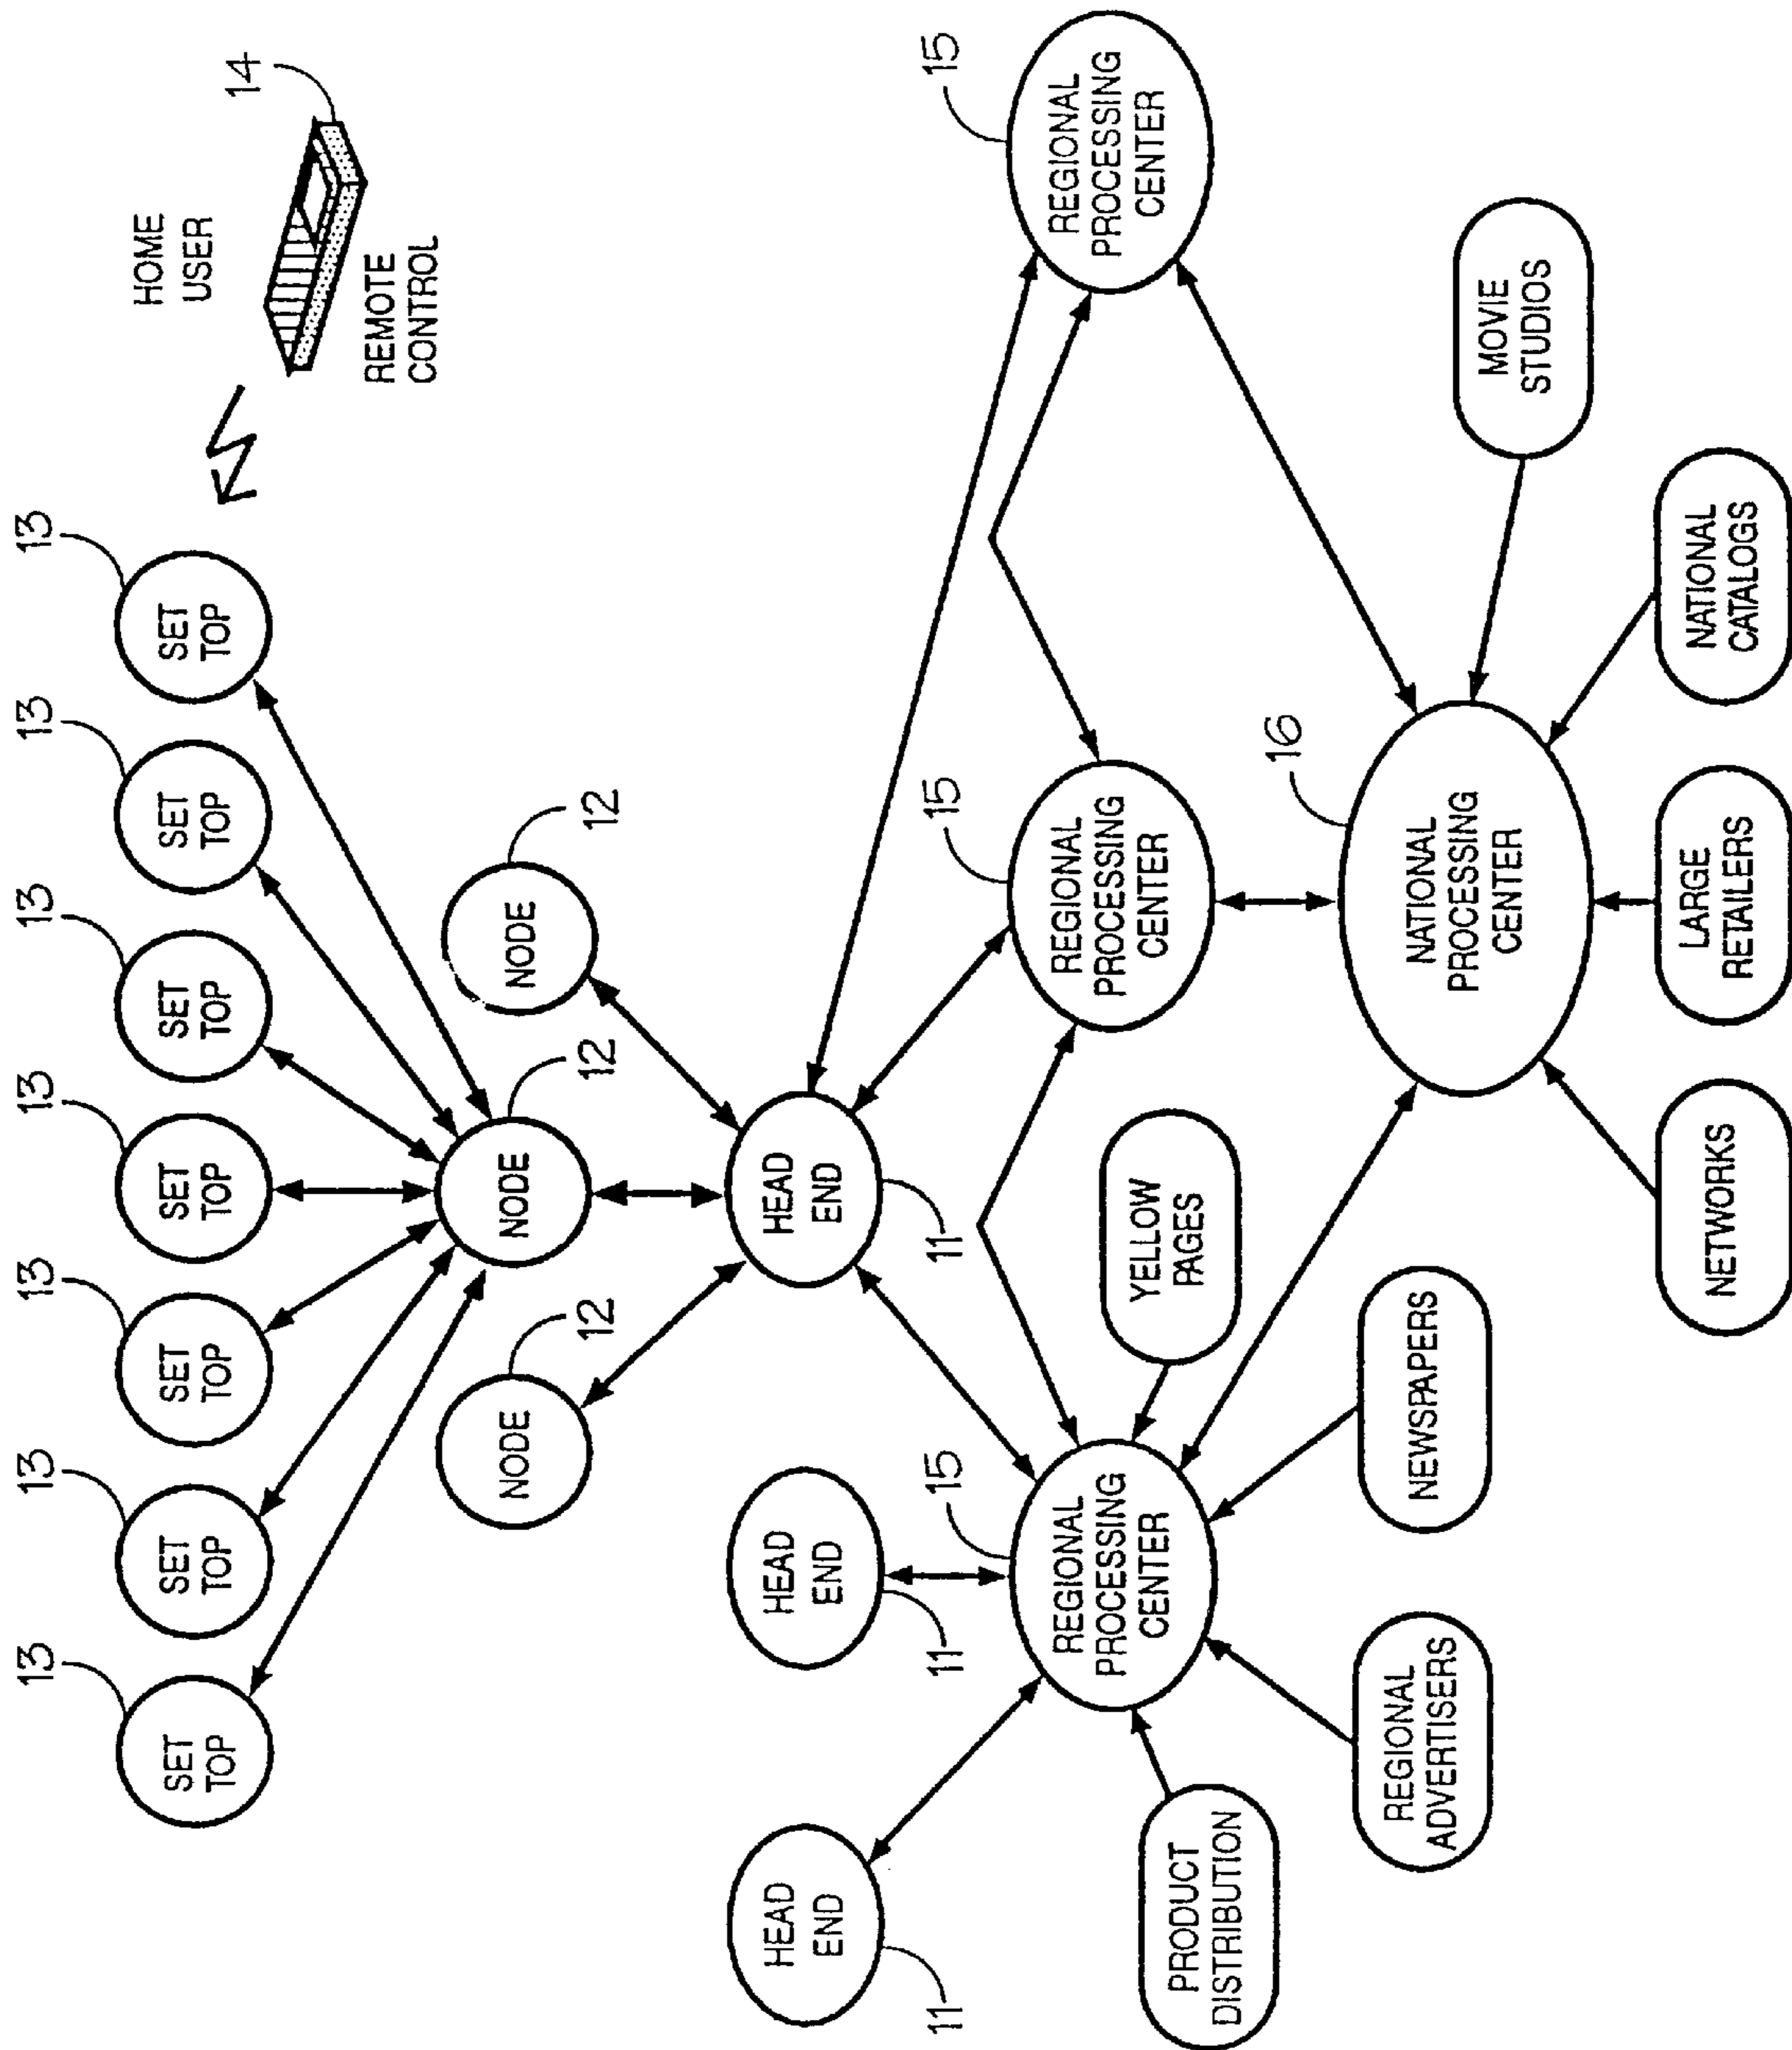 HOME
USER
14
REMOTE
CONTROL
13
13
13
13
13
13
13
SET
TOP
SET
TOP
SET
TOP
SET
TOP
SET
TOP
SET
TOP
SET
TOP
12
12
12
NODE
NODE
NODE
HEAD
END
HEAD
END
HEAD
END
11
11
11
15
15
15
REGIONAL
PROCESSING
CENTER
REGIONAL
PROCESSING
CENTER
REGIONAL
PROCESSING
CENTER
YELLOW
PAGES
PRODUCT
DISTRIBUTION
REGIONAL
ADVERTISERS
NEWSPAPERS
16
NATIONAL
PROCESSING
CENTER
MOVIE
STUDIOS
NETWORKS
LARGE
RETAILERS
NATIONAL
CATALOGS